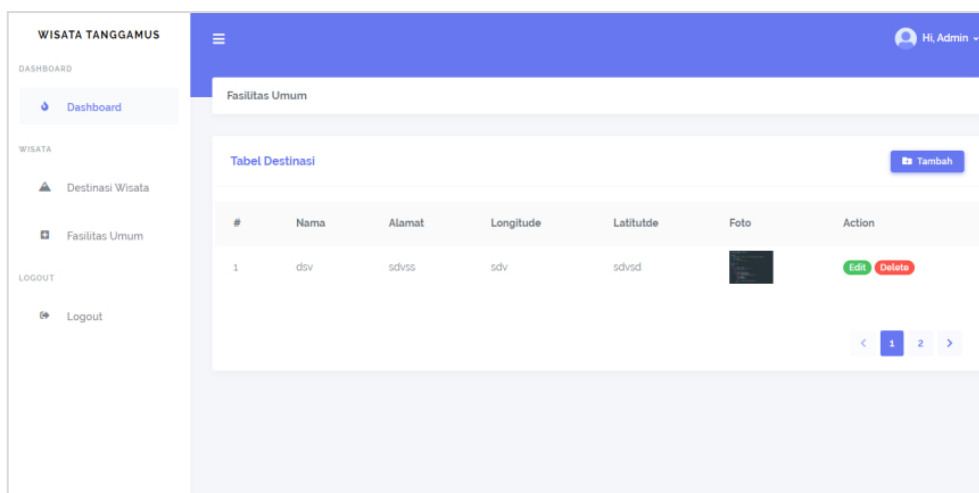 WISATA TANGGAMUS
Hi, Admin
DASHBOARD
Dashboard
Fasilitas Umum
WISATA
Tabel Destinasi
Tambah
Destinasi Wisata
# Nama Alamat Longitude Latitutde Foto Action
Fasilitas Umum
1 dsv sdvss sdv sdvsd Edit Delete
LOGOUT
Logout
< 1 2 >